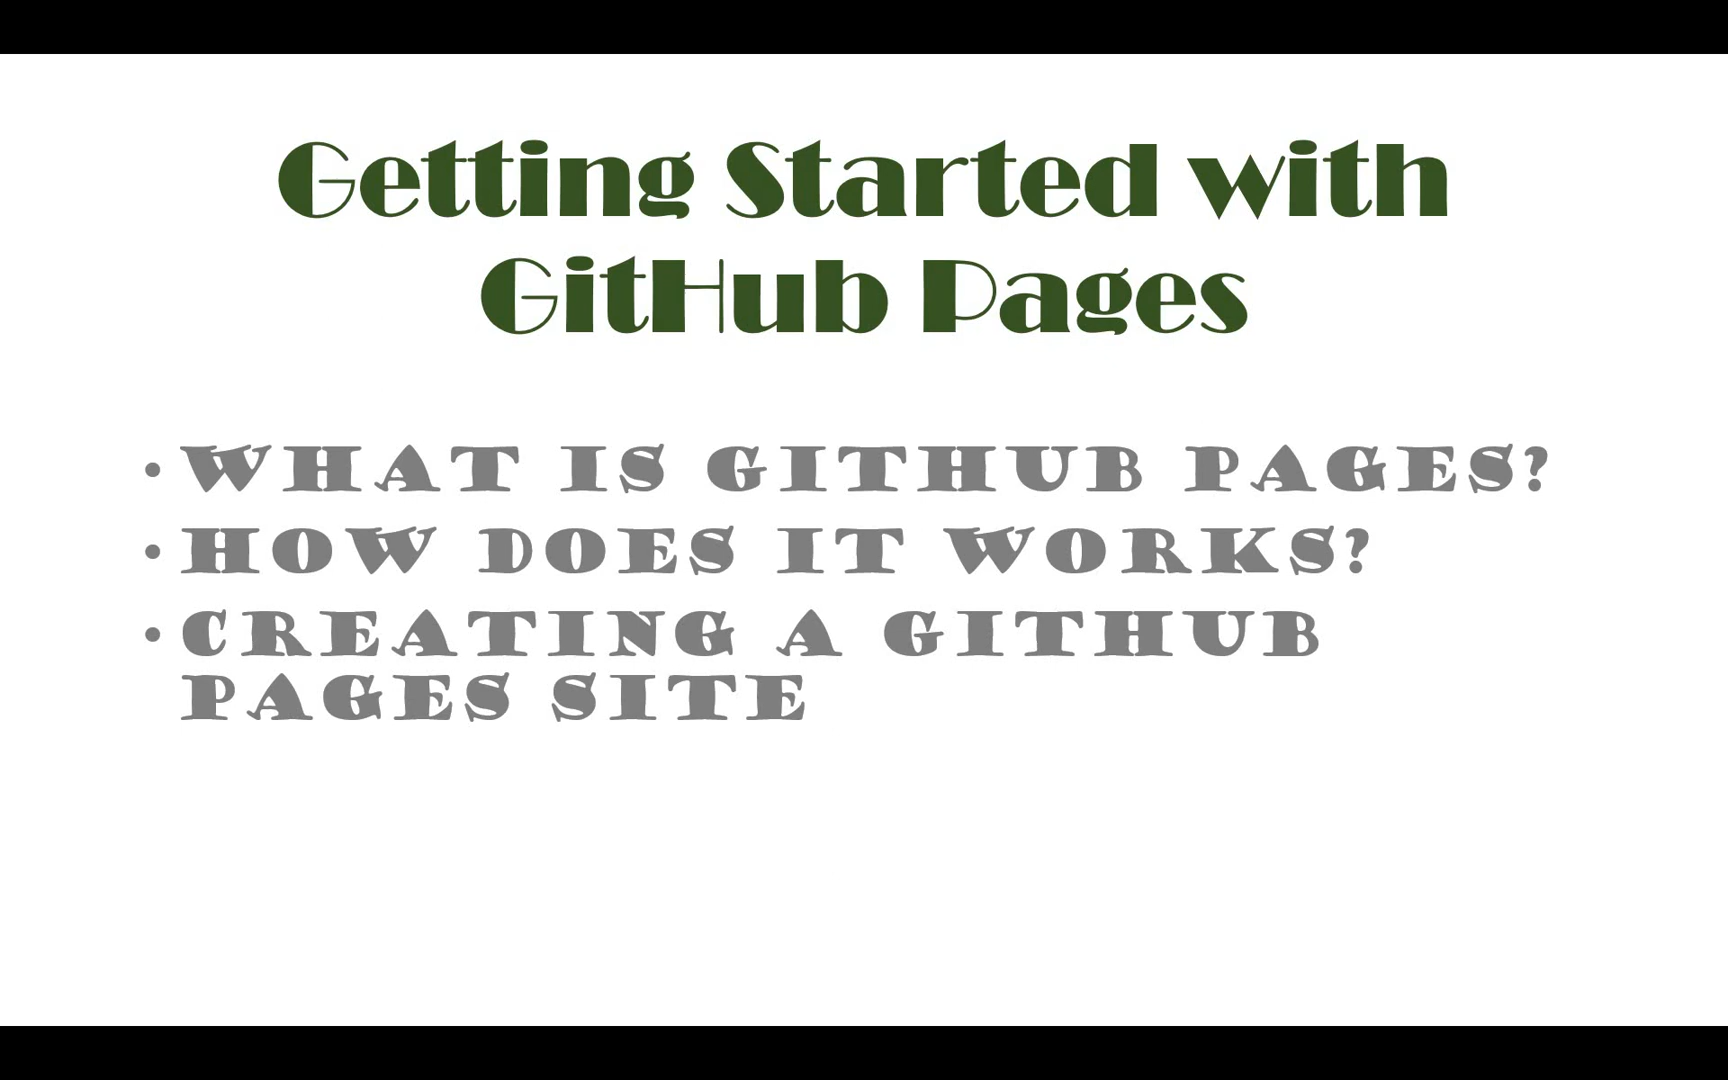 Getting Started with
GitHub Pages
• WHAT IS GITHUB PAGES?
• HOW DOES IT WORKS?
• CREATING A GITHUB
PAGES SITE